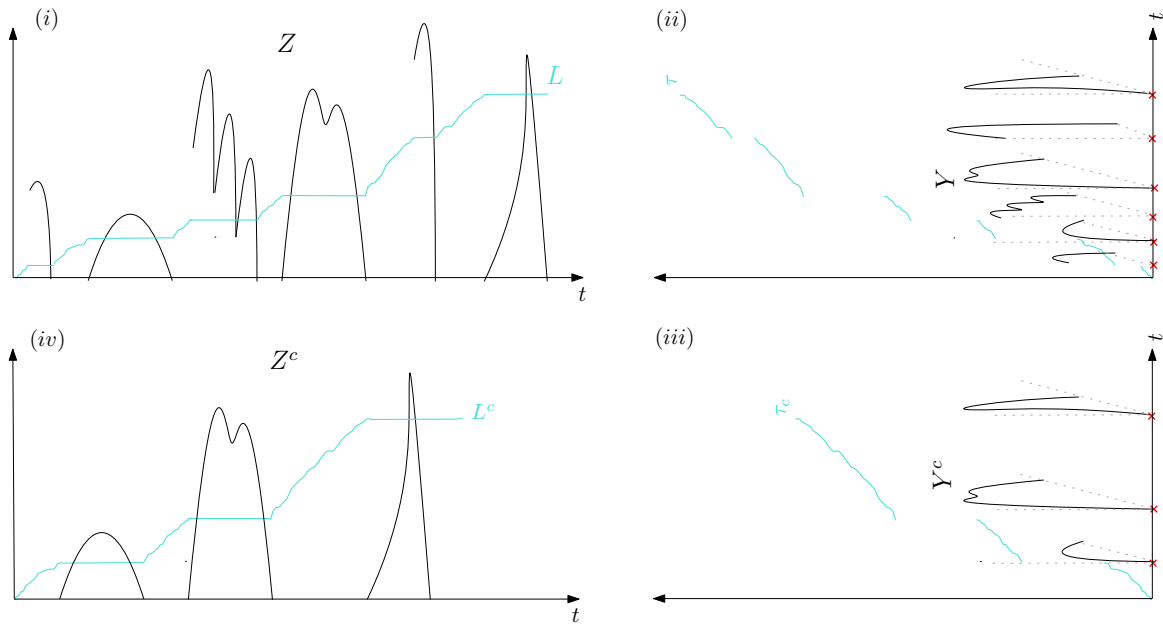 (i)
Z
L
t
(ii)
τ
Y
t
(iv)
Z^c
L^c
t
(iii)
τ_c
Y^c
t